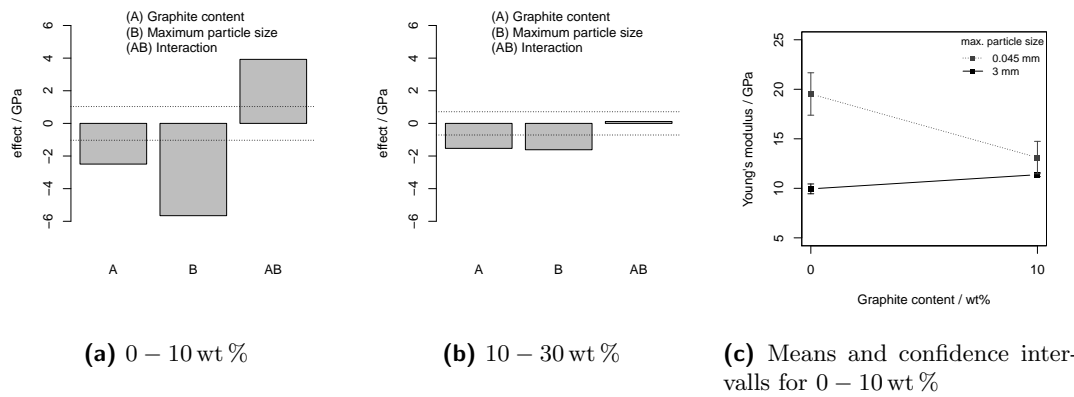 (A) Graphite content
(B) Maximum particle size
(AB) Interaction
effect / GPa
6
4
2
0
−2
−4
−6
A B AB
(a) 0 – 10 wt %
(A) Graphite content
(B) Maximum particle size
(AB) Interaction
effect / GPa
6
4
2
0
−2
−4
−6
A B AB
(b) 10 – 30 wt %
max. particle size
0.045 mm
3 mm
Young's modulus / GPa
25
20
15
10
5
0 10
Graphite content / wt%
(c) Means and confidence inter-
valls for 0 – 10 wt %